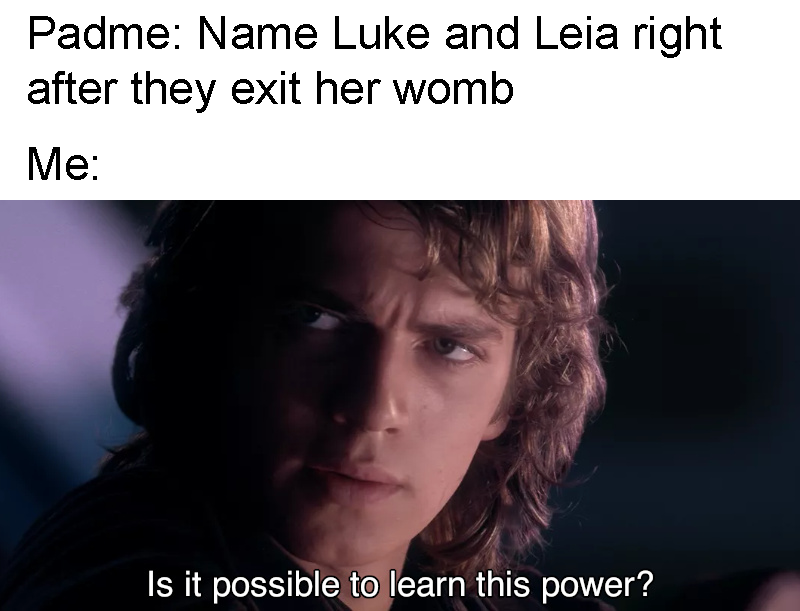 Padme: Name Luke and Leia right
after they exit her womb
Me:
Is it possible to learn this power?